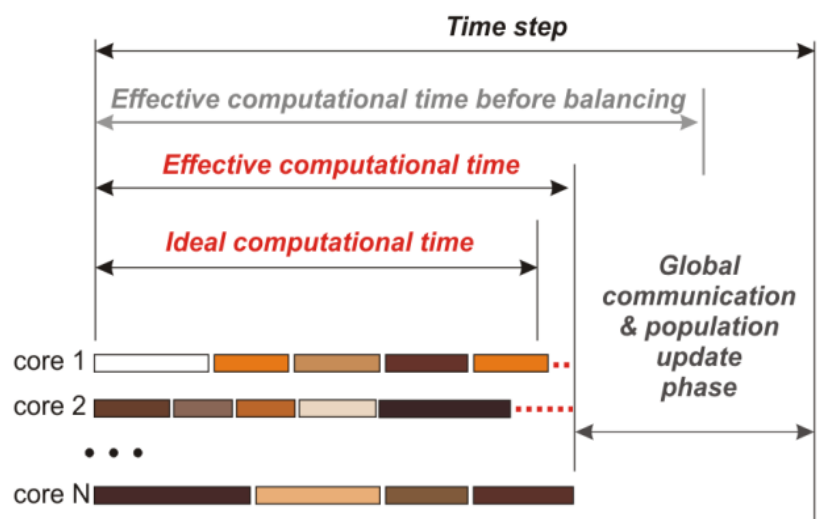 Time step
Effective computational time before balancing
Effective computational time
Ideal computational time
Global
communication
& population
update
phase
core 1
core 2
• • •
core N